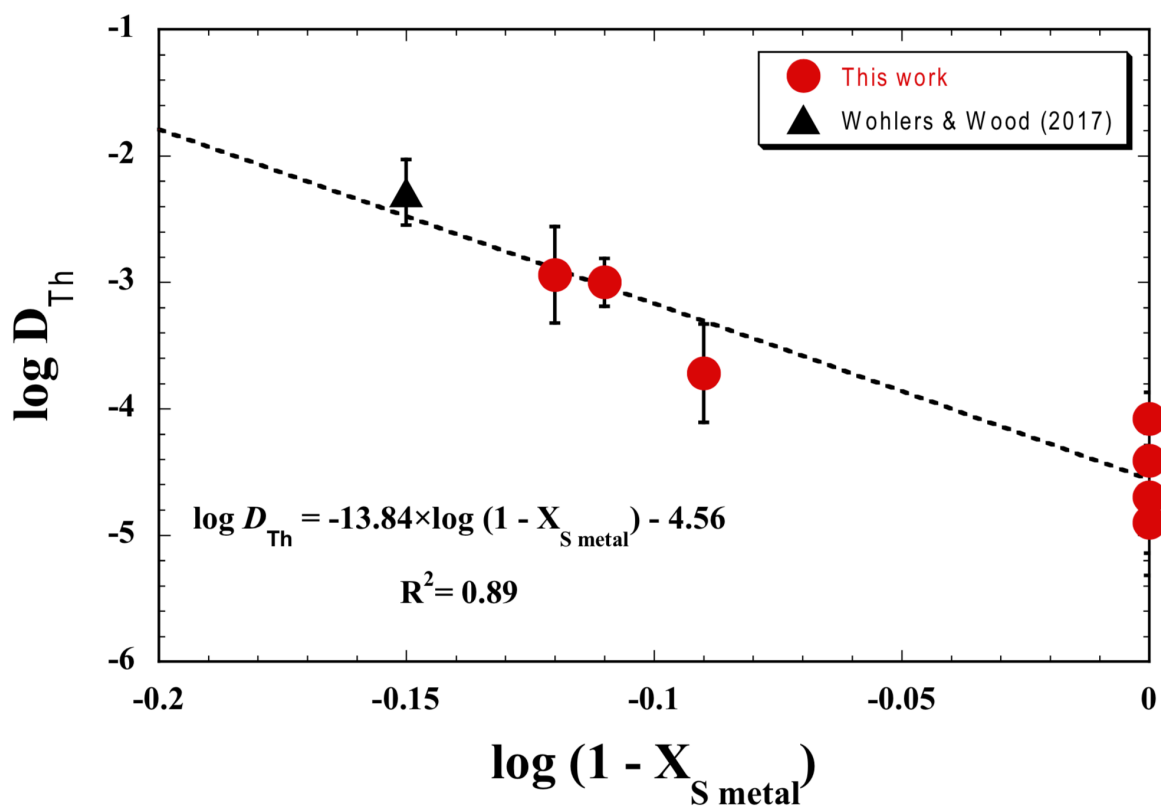 -1
-2
-3
-4
-5
-6
log D_Th
This work
Wohlers & Wood (2017)
log D_Th = -13.84×log (1 - X_S metal) - 4.56
R²= 0.89
-0.2 -0.15 -0.1 -0.05 0
log (1 - X_S metal)